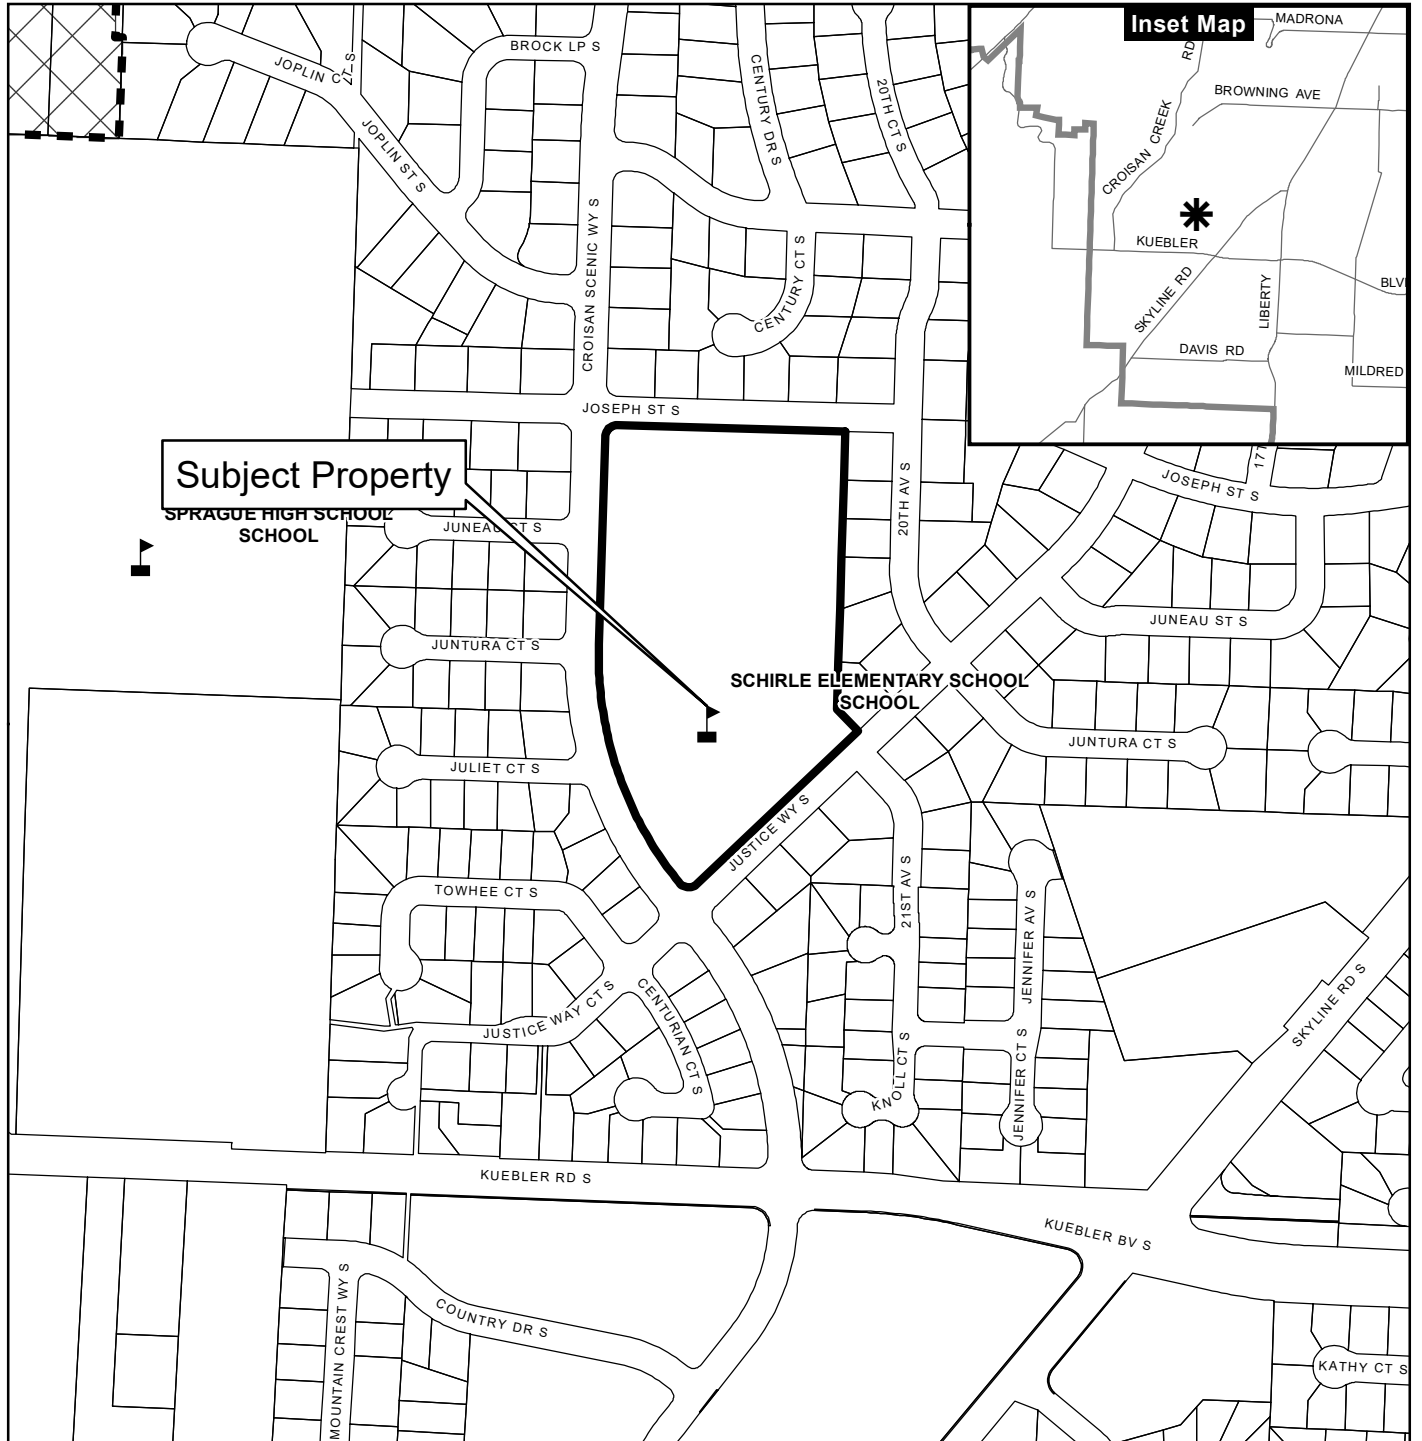 Inset Map
MADRONA
RD
BROWNING AVE
CROISAN CREEK
KUEBLER
SKYLINE RD
LIBERTY
DAVIS RD
MILDRED
BROCK LP S
JOPLIN CT S
JOPLIN ST S
CENTURY DR S
20TH CT S
CROISAN SCENIC WY S
CENTURY CT S
JOSEPH ST S
Subject Property
SPRAGUE HIGH SCHOOL
SCHOOL
JUNEAU CT S
20TH AV S
JOSEPH ST S
JUNEAU ST S
JUNTURA CT S
SCHIRLE ELEMENTARY SCHOOL
SCHOOL
JUNTURA CT S
JULIET CT S
JUSTICE WY S
TOWHEE CT S
21ST AV S
JENNIFER AV S
JUSTICE WAY CT S
CENTURIAN CT S
SKYLINE RD S
KNOLL CT S
JENNIFER CT S
KUEBLER RD S
KUEBLER BV S
COUNTRY DR S
MOUNTAIN CREST WY S
KATHY CT S